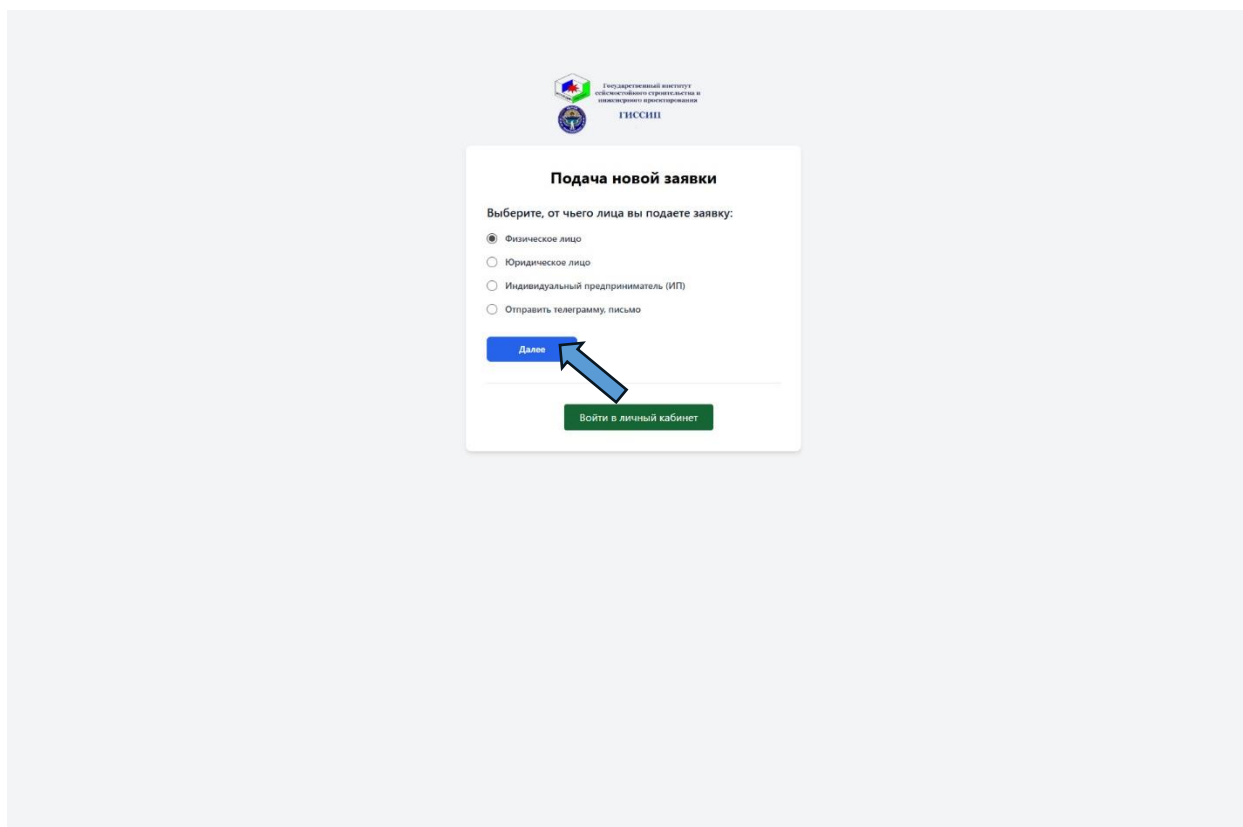 Государственный институт
сейсмостойкого строительства и
инженерного проектирования
ГИССИП
Подача новой заявки
Выберите, от чьего лица вы подаете заявку:
Физическое лицо
Юридическое лицо
Индивидуальный предприниматель (ИП)
Отправить телеграмму, письмо
Далее
Войти в личный кабинет